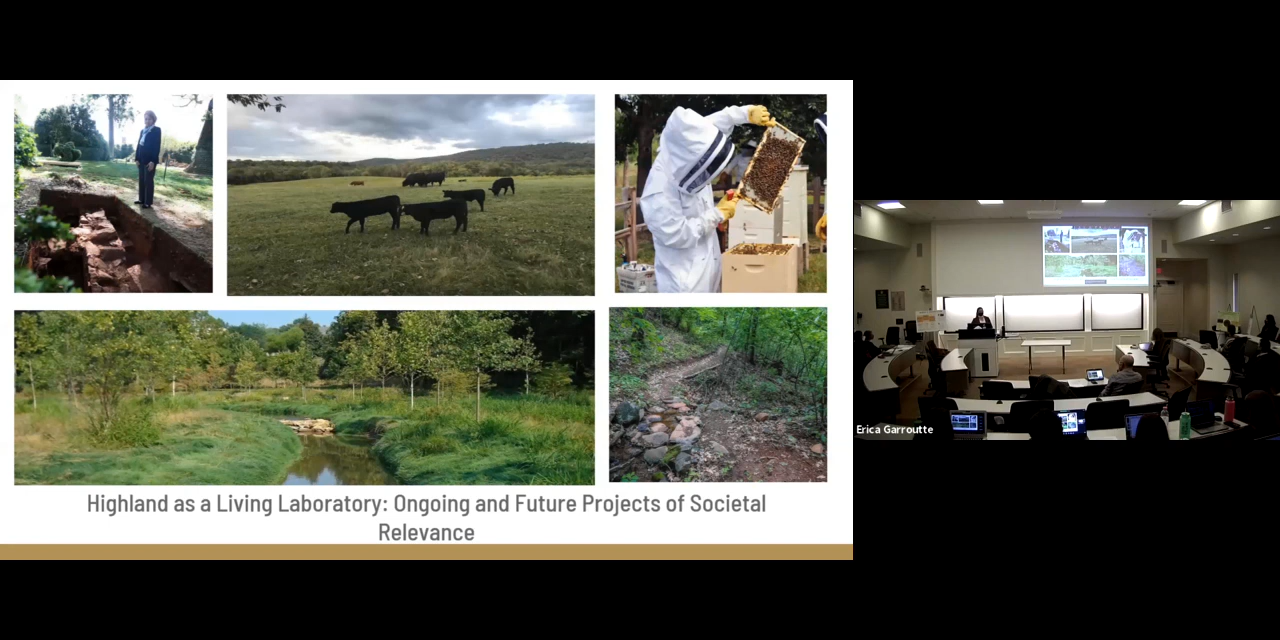 Highland as a Living Laboratory: Ongoing and Future Projects of Societal
Relevance
Erica Garroutte